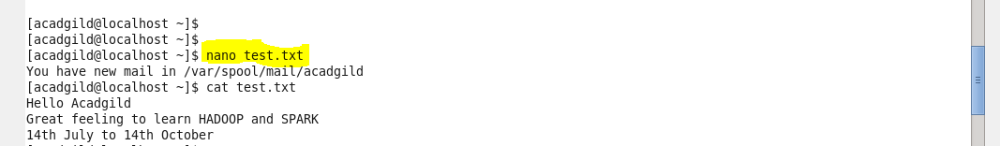 [acadgild@localhost ~]$
[acadgild@localhost ~]$
[acadgild@localhost ~]$ nano test.txt
You have new mail in /var/spool/mail/acadgild
[acadgild@localhost ~]$ cat test.txt
Hello Acadgild
Great feeling to learn HADOOP and SPARK
14th July to 14th October